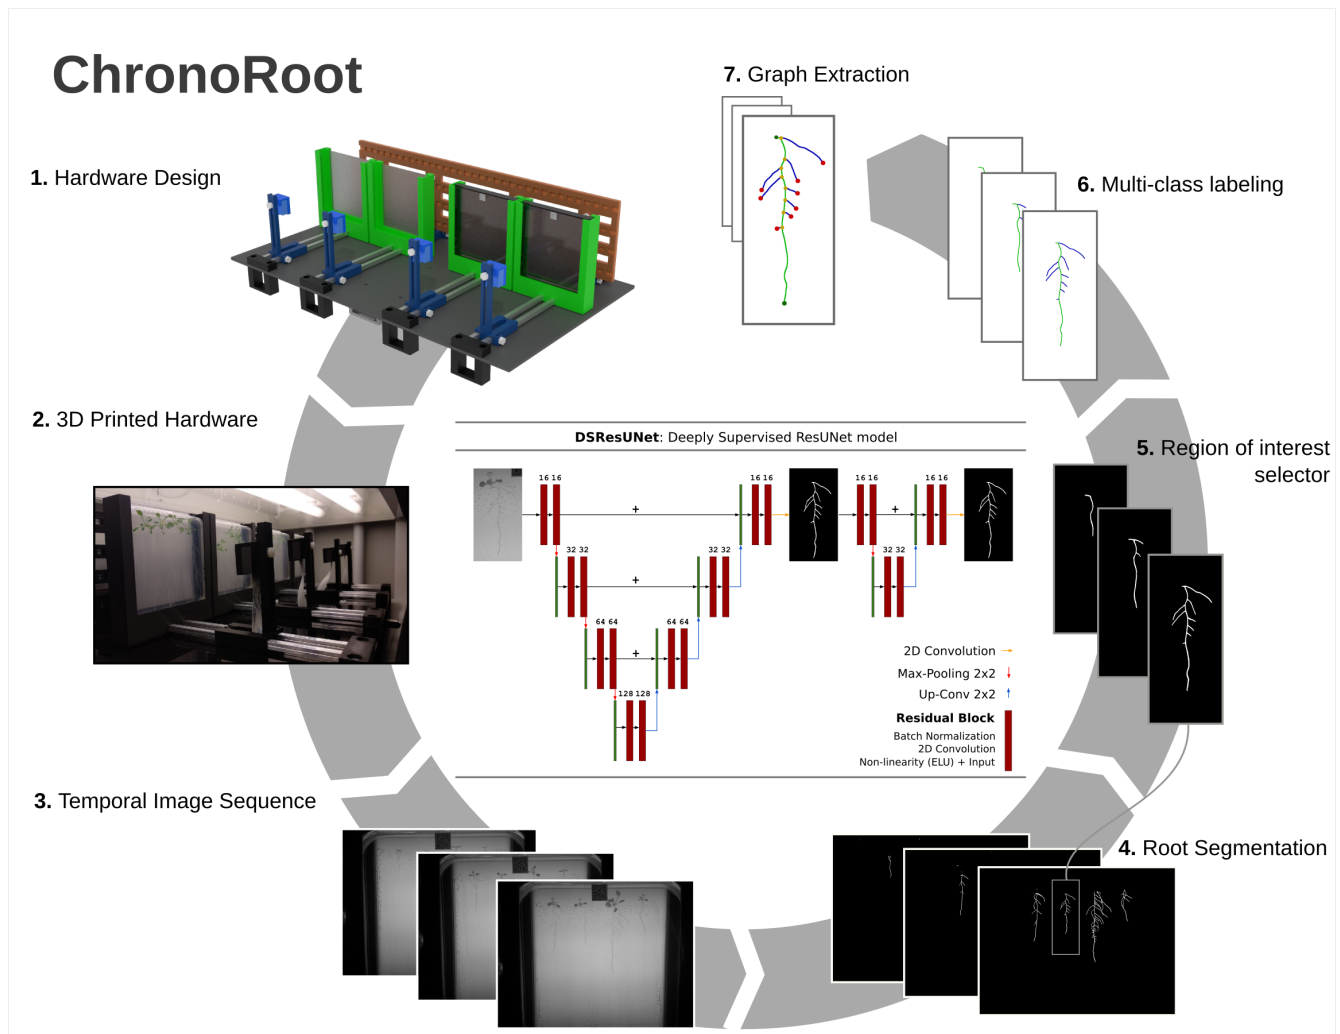 ChronoRoot
7. Graph Extraction
1. Hardware Design
6. Multi-class labeling
2. 3D Printed Hardware
DSResUNet: Deeply Supervised ResUNet model
5. Region of interest
selector
16 16
16 16
16 16
16 16
+
+
32 32
32 32
32 32
+
64 64
64 64
+
128 128
2D Convolution
Max-Pooling 2x2
Up-Conv 2x2
Residual Block
Batch Normalization
2D Convolution
Non-linearity (ELU) + Input
3. Temporal Image Sequence
4. Root Segmentation